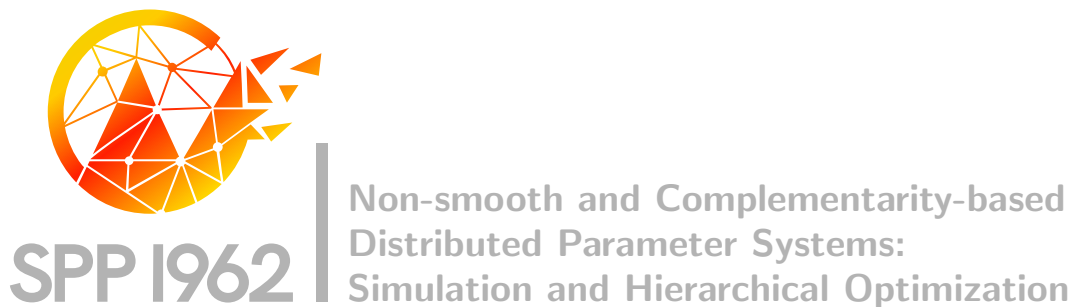 SPP 1962
Non-smooth and Complementarity-based
Distributed Parameter Systems:
Simulation and Hierarchical Optimization